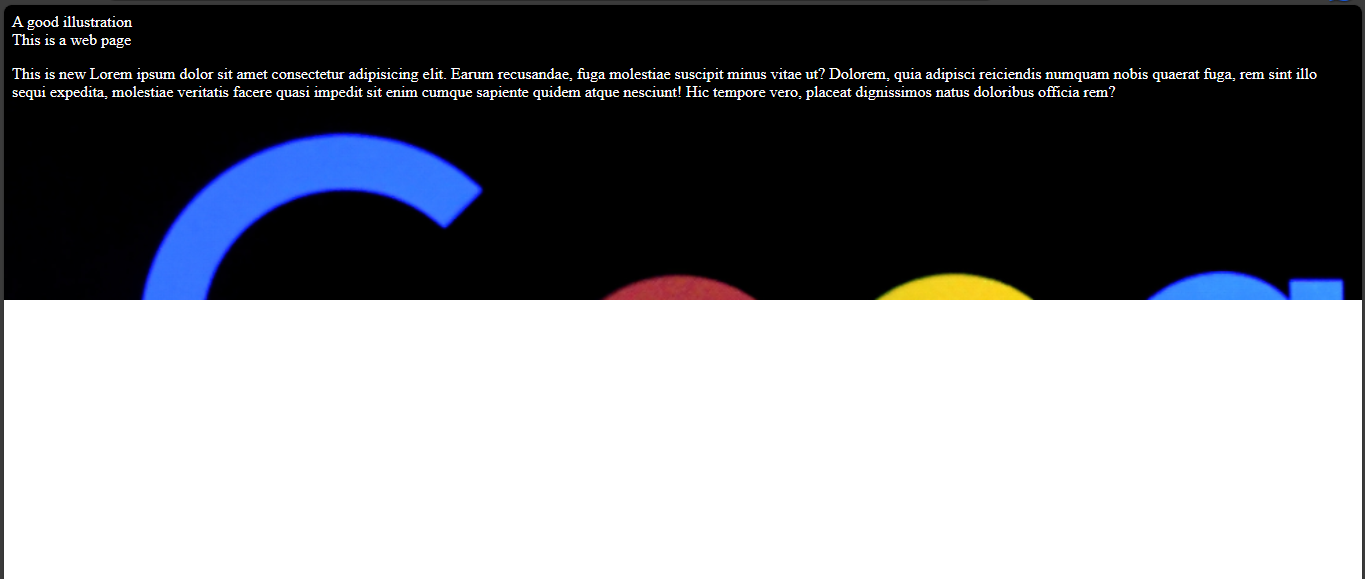 A good illustration
This is a web page
This is new Lorem ipsum dolor sit amet consectetur adipisicing elit. Earum recusandae, fuga molestiae suscipit minus vitae ut? Dolorem, quia adipisci reiciendis numquam nobis quaerat fuga, rem sint illo
sequi expedita, molestiae veritatis facere quasi impedit sit enim cumque sapiente quidem atque nesciunt! Hic tempore vero, placeat dignissimos natus doloribus officia rem?